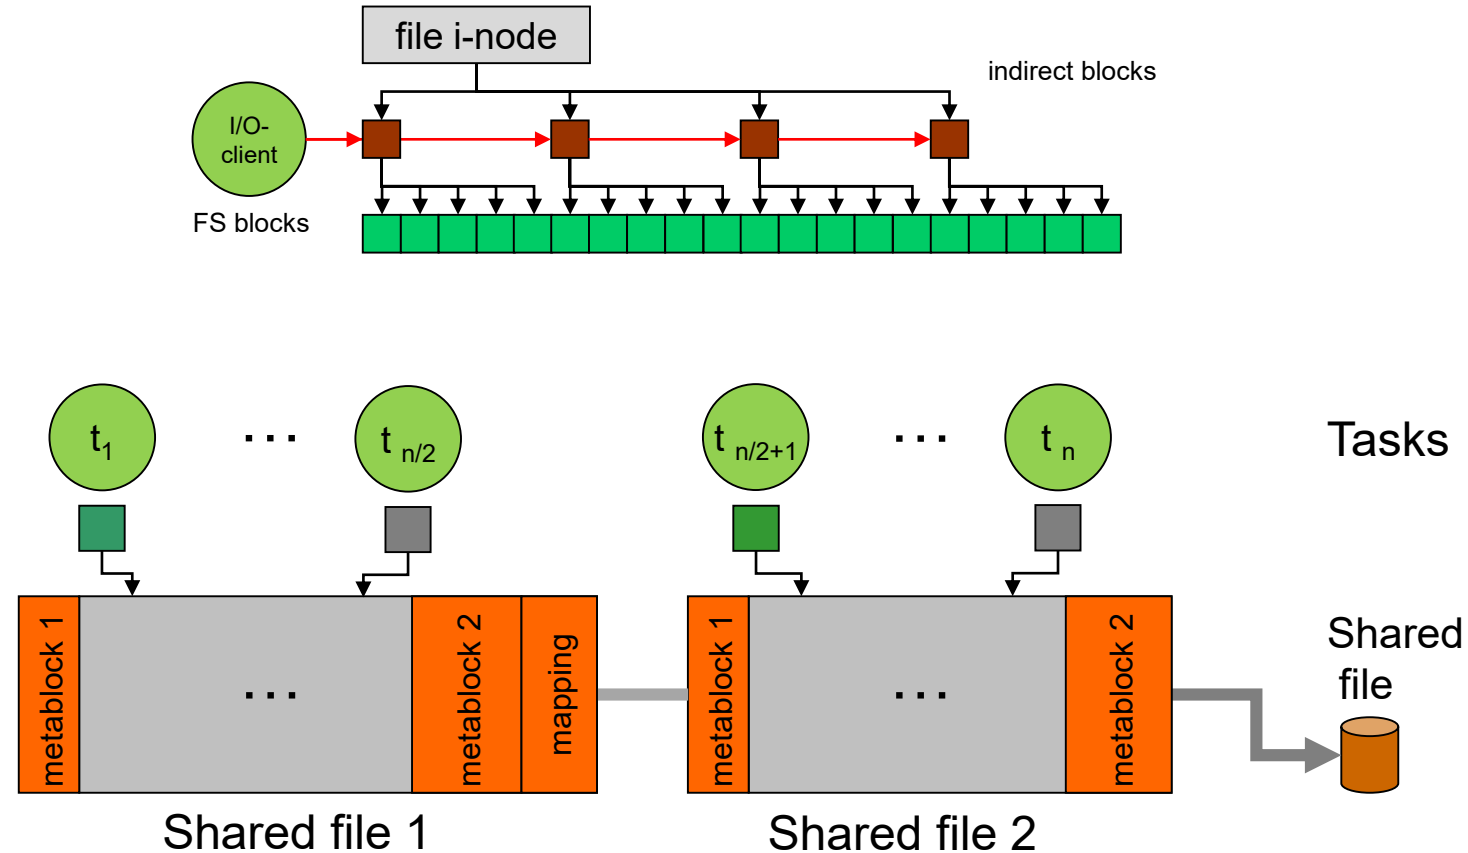 file i-node
indirect blocks
I/O-
client
FS blocks
t1
...
t n/2
t n/2+1
...
t n
Tasks
metablock 1
...
metablock 2
mapping
metablock 1
...
metablock 2
Shared
file
Shared file 1
Shared file 2